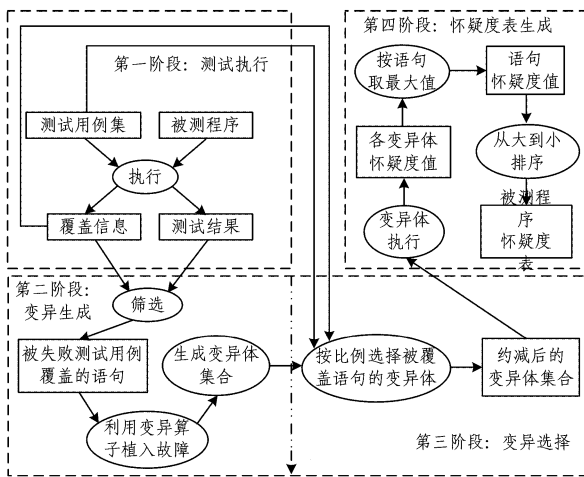 第一阶段：测试执行
测试用例集
被测程序
执行
覆盖信息
测试结果
第二阶段：
变异生成
筛选
被失败测试用例
覆盖的语句
利用变异算
子植入故障
生成变异体
集合
按比例选择被覆
盖语句的变异体
约减后的
变异体集合
第三阶段：变异选择
第四阶段：怀疑度表生成
按语句
取最大值
语句
怀疑度值
各变异体
怀疑度值
从大到小
排序
变异体
执行
被测程
序
怀疑度
表